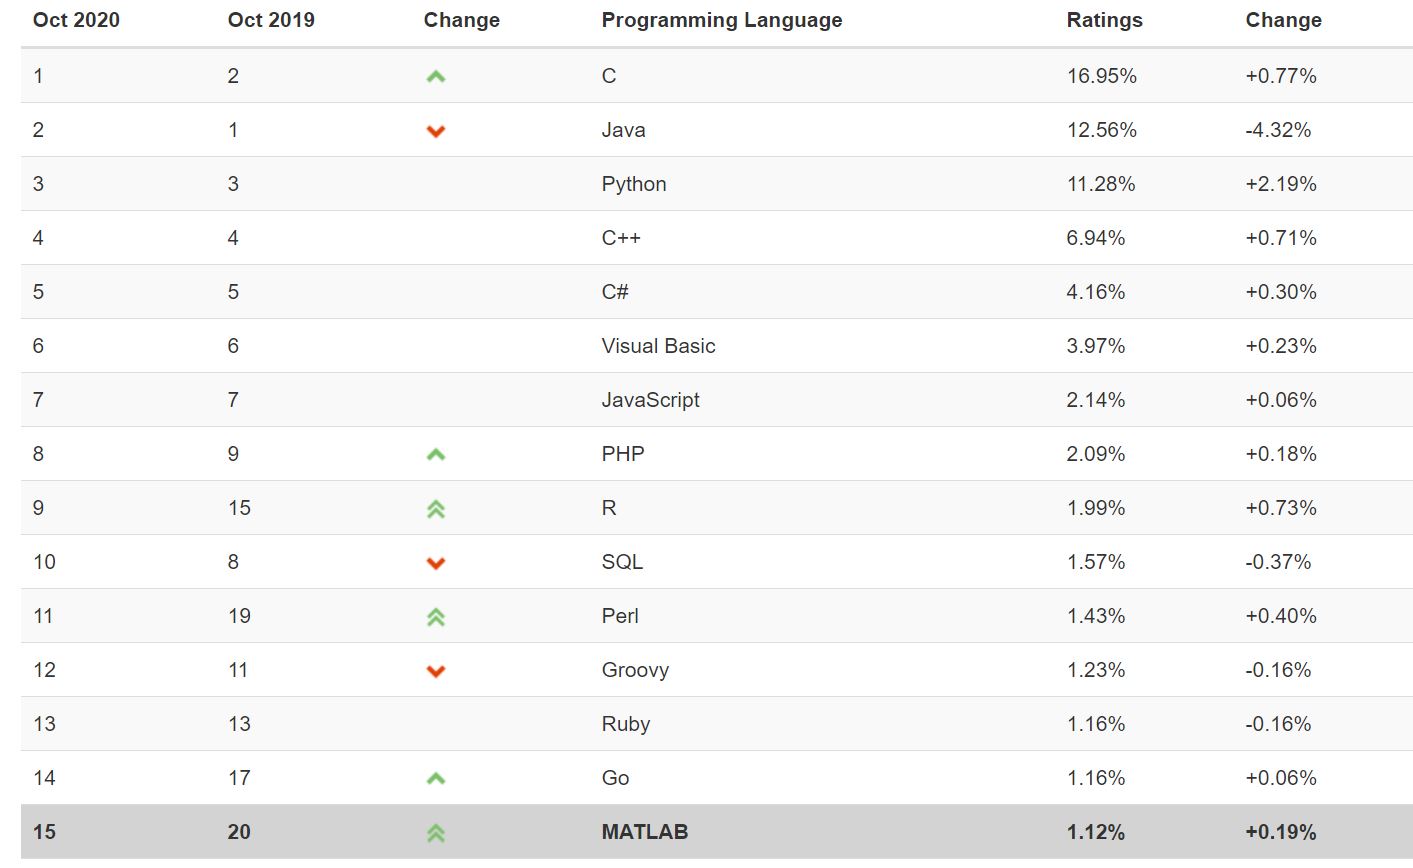 Oct 2020 Oct 2019 Change Programming Language Ratings Change
1 2 C 16.95% +0.77%
2 1 Java 12.56% -4.32%
3 3 Python 11.28% +2.19%
4 4 C++ 6.94% +0.71%
5 5 C# 4.16% +0.30%
6 6 Visual Basic 3.97% +0.23%
7 7 JavaScript 2.14% +0.06%
8 9 PHP 2.09% +0.18%
9 15 R 1.99% +0.73%
10 8 SQL 1.57% -0.37%
11 19 Perl 1.43% +0.40%
12 11 Groovy 1.23% -0.16%
13 13 Ruby 1.16% -0.16%
14 17 Go 1.16% +0.06%
15 20 MATLAB 1.12% +0.19%